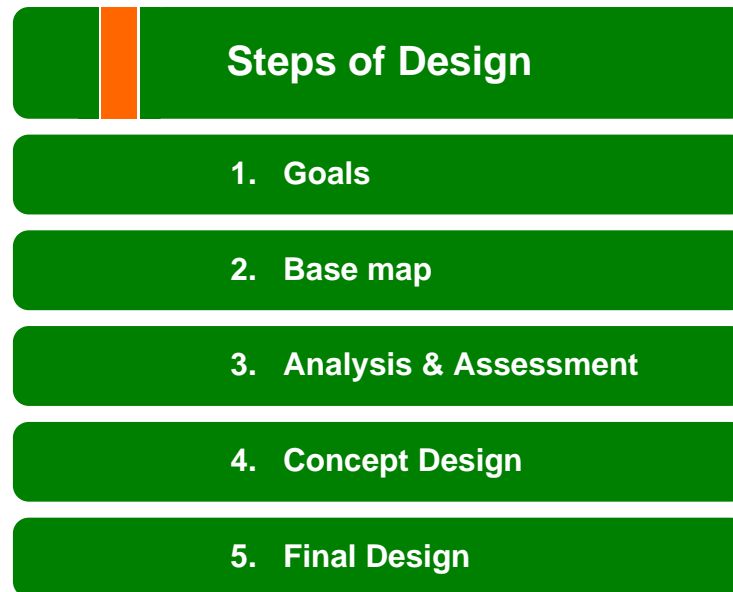 Steps of Design
1. Goals
2. Base map
3. Analysis & Assessment
4. Concept Design
5. Final Design